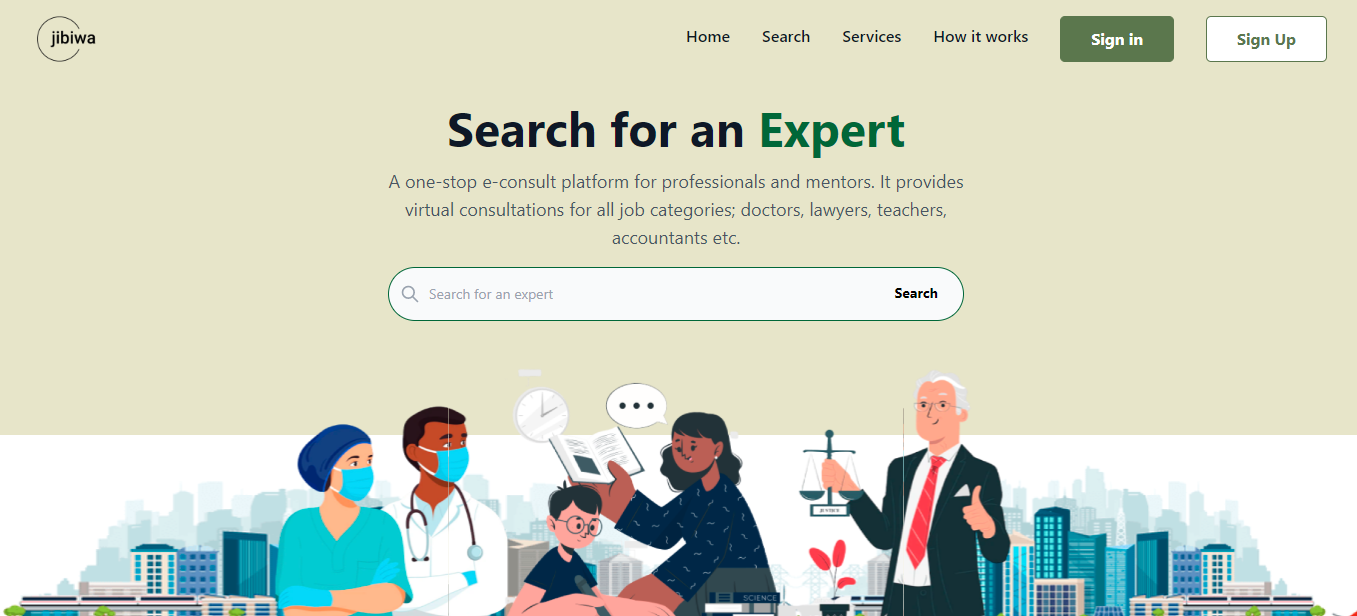 jibiwa
Home Search Services How it works Sign in Sign Up
Search for an Expert
A one-stop e-consult platform for professionals and mentors. It provides
virtual consultations for all job categories; doctors, lawyers, teachers,
accountants etc.
Search for an expert Search
JUSTICE
SCIENCE